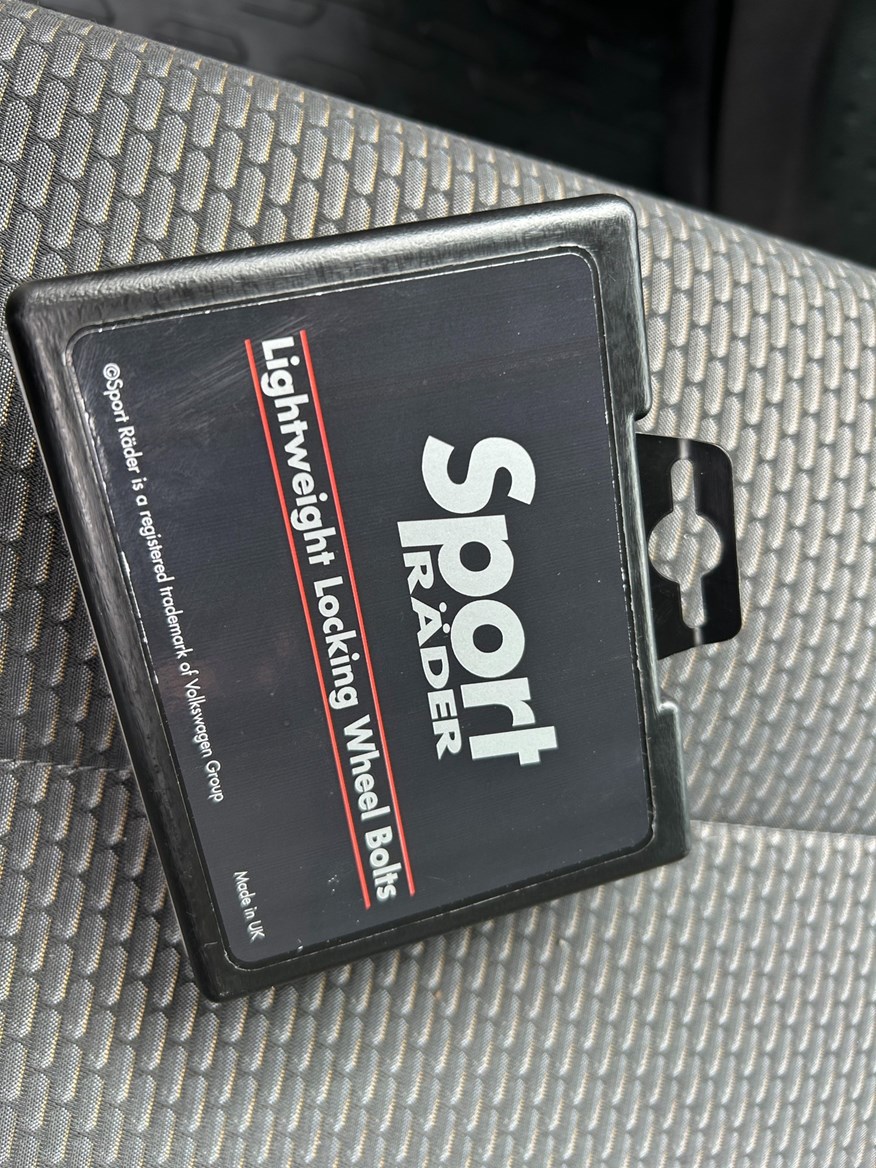 Sport
RÄDER
Lightweight Locking Wheel Bolts
©Sport Räder is a registered trademark of Volkswagen Group
Made in UK